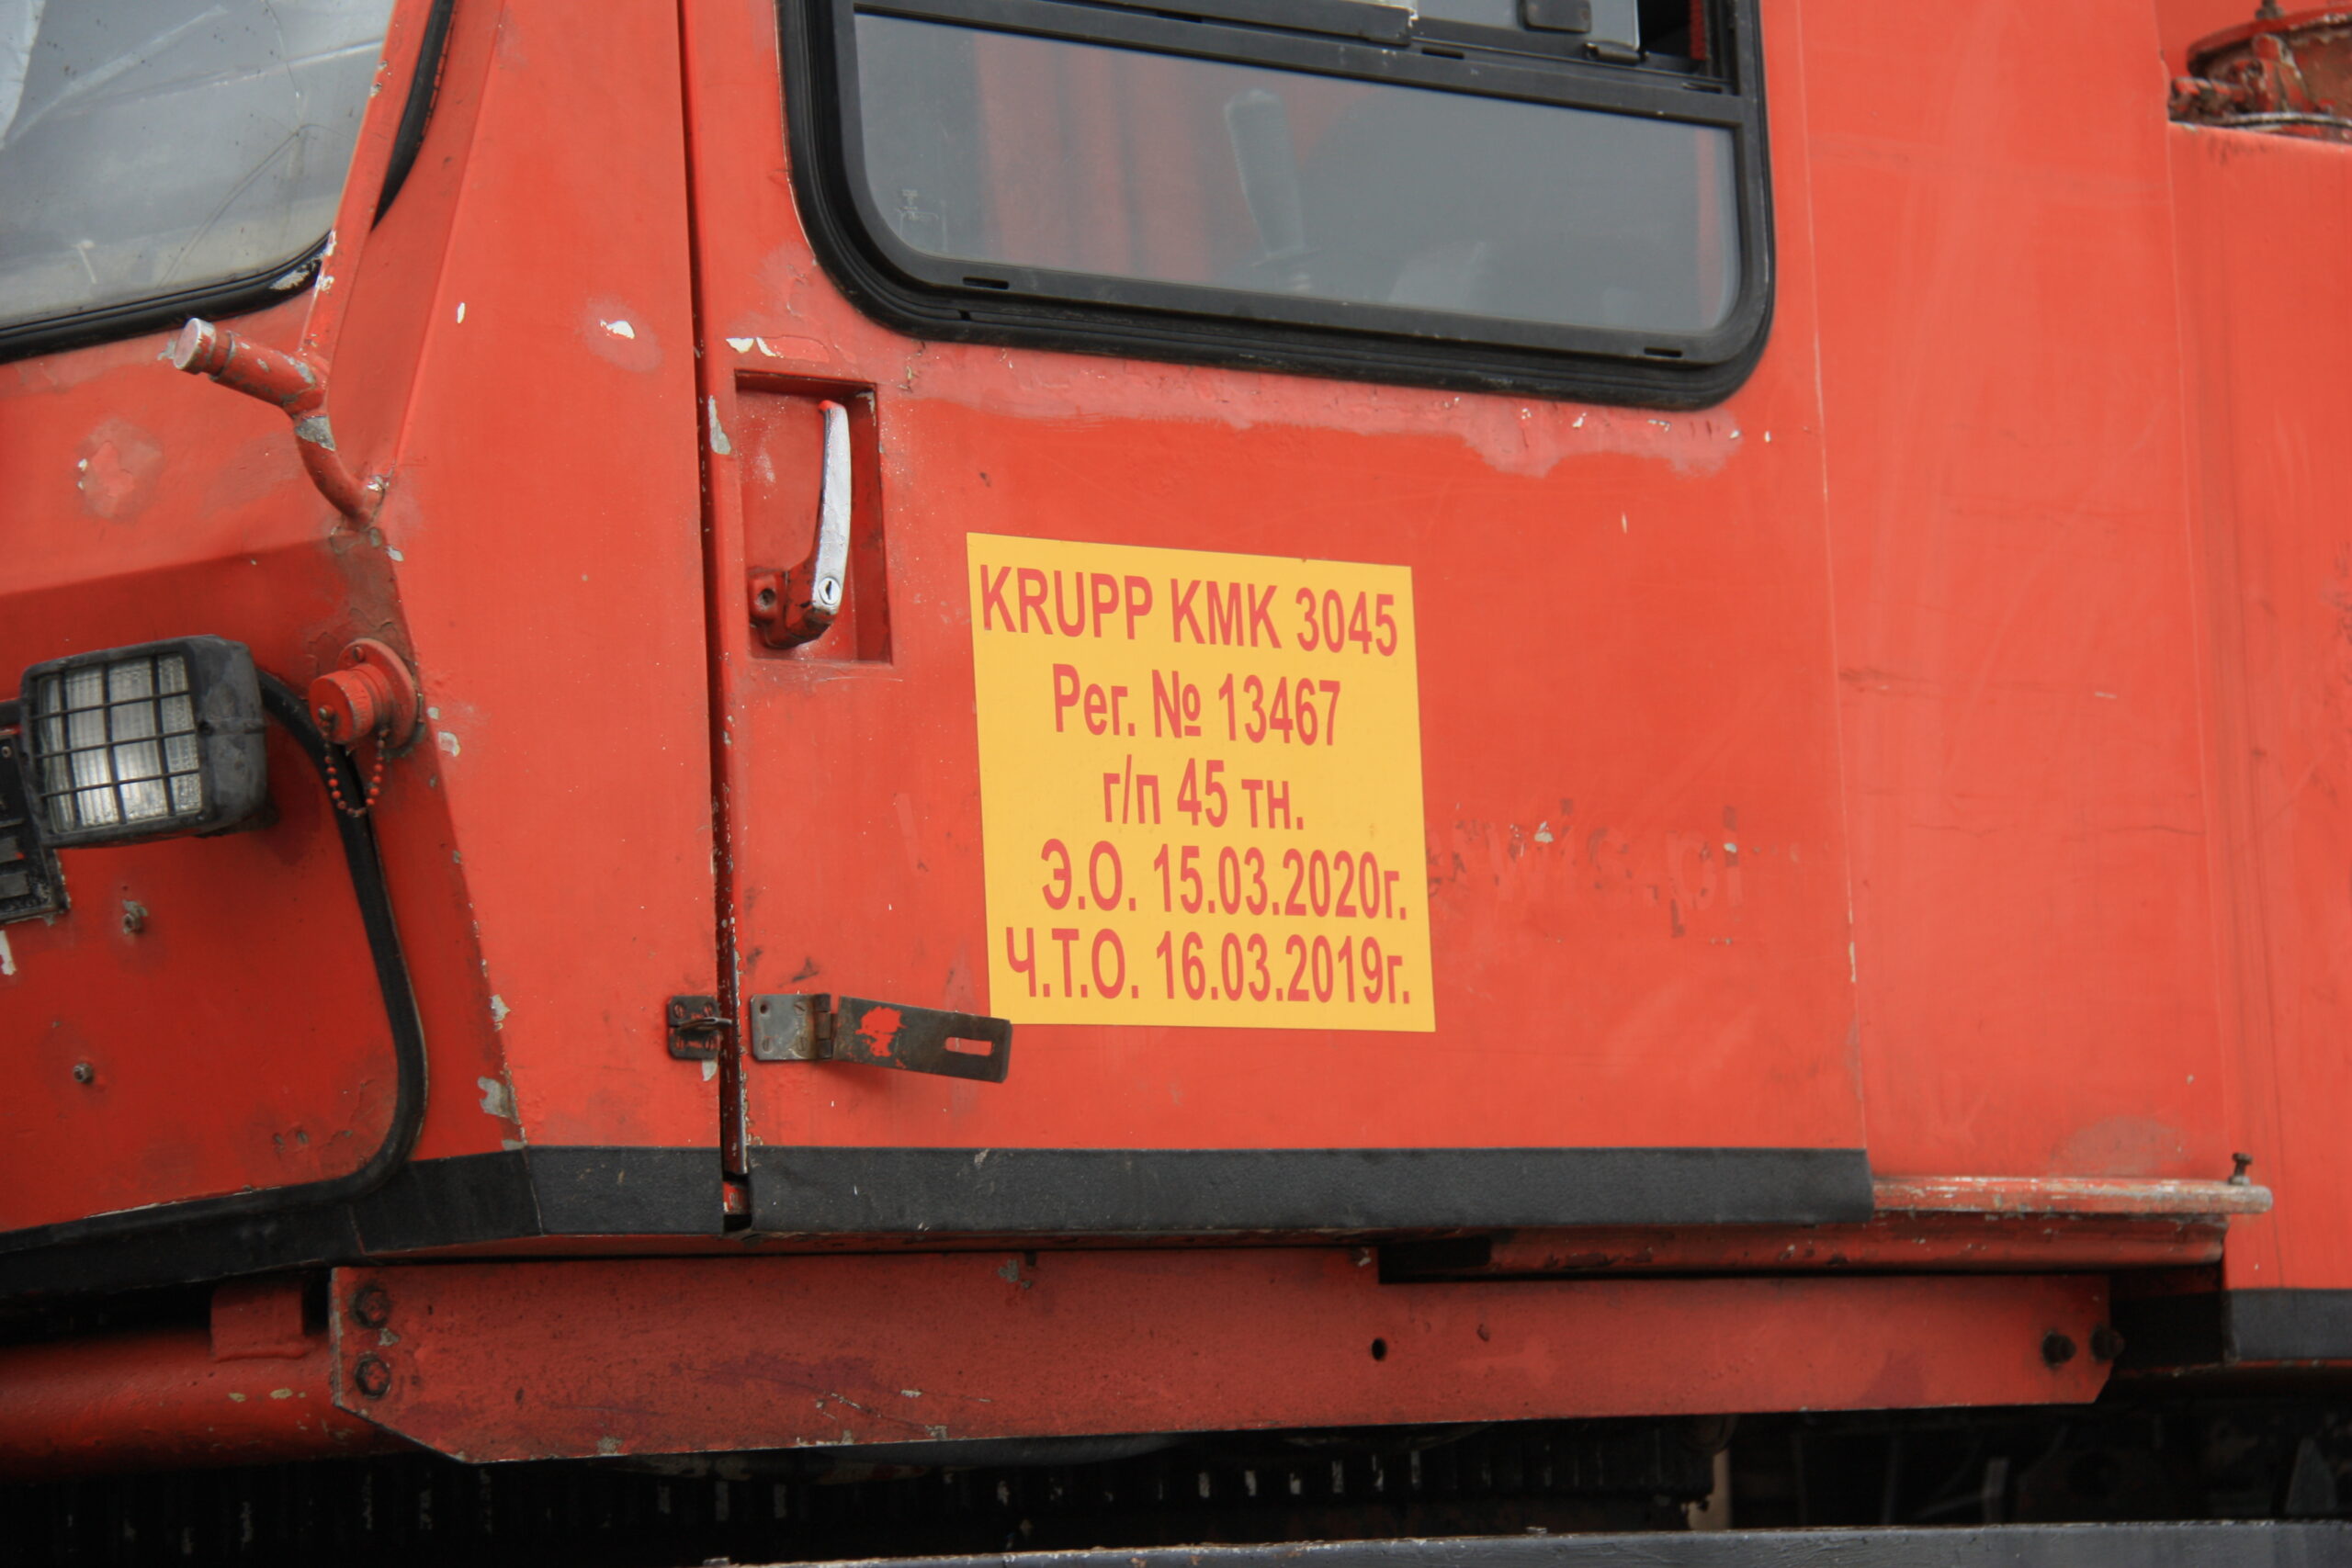 KRUPP KMK 3045
Рег. № 13467
г/п 45 тн.
Э.О. 15.03.2020г.
Ч.Т.О. 16.03.2019г.